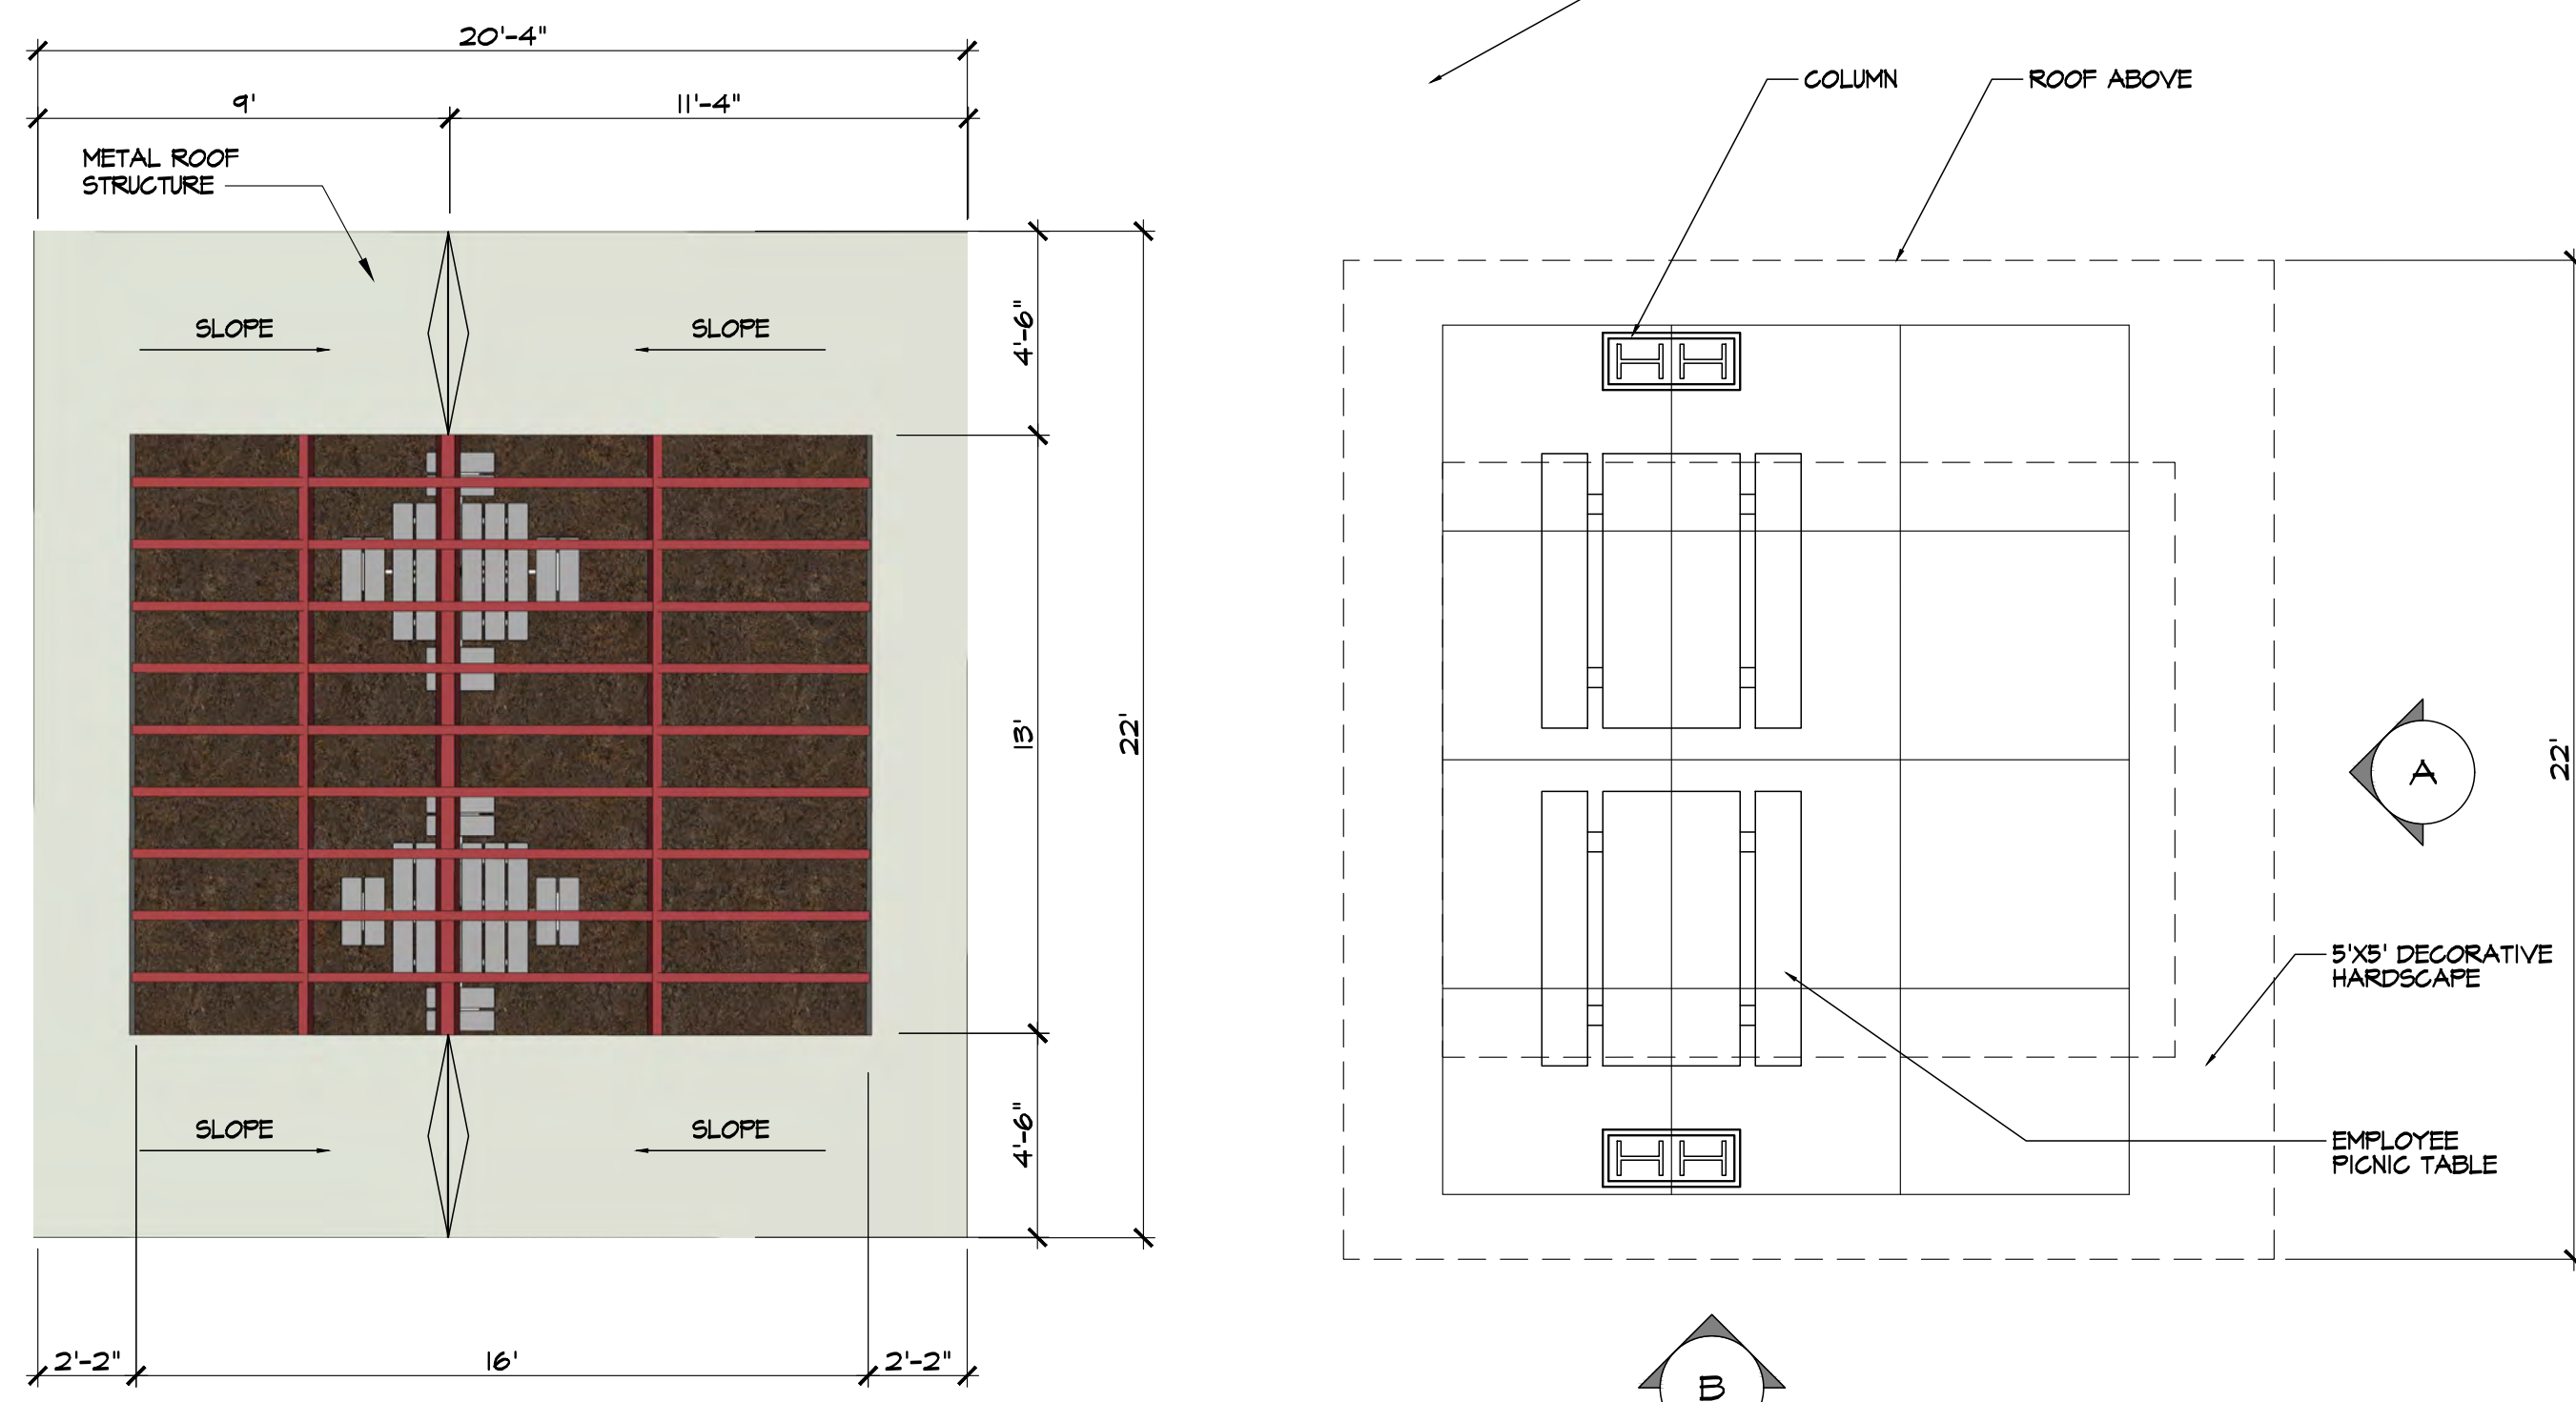 20'-4"
9'
11'-4"
METAL ROOF
STRUCTURE
SLOPE
SLOPE
4'-6"
13'
22'
SLOPE
SLOPE
4'-6"
2'-2"
16'
2'-2"
COLUMN
ROOF ABOVE
A
22'
5'X5' DECORATIVE
HARDSCAPE
EMPLOYEE
PICNIC TABLE
B